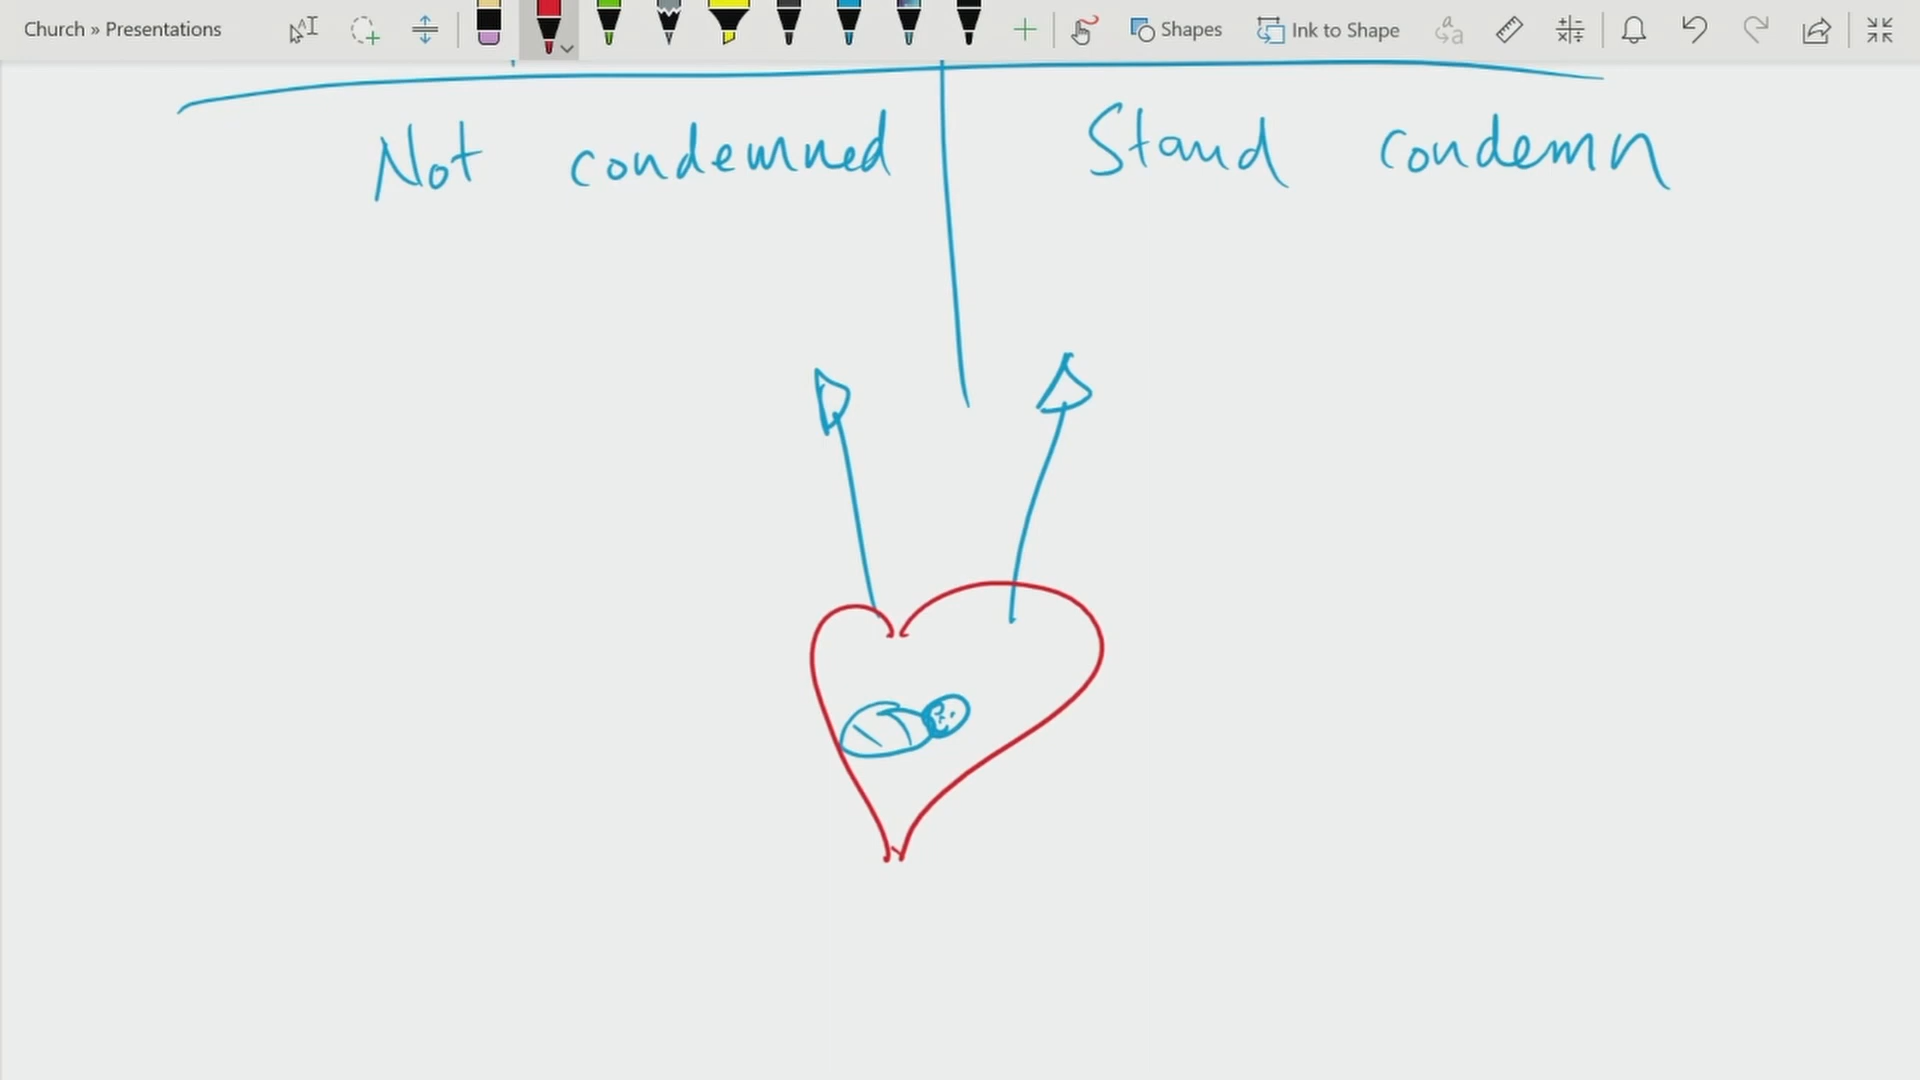 Church » Presentations
Shapes
Ink to Shape
Not condemned
Stand condemn